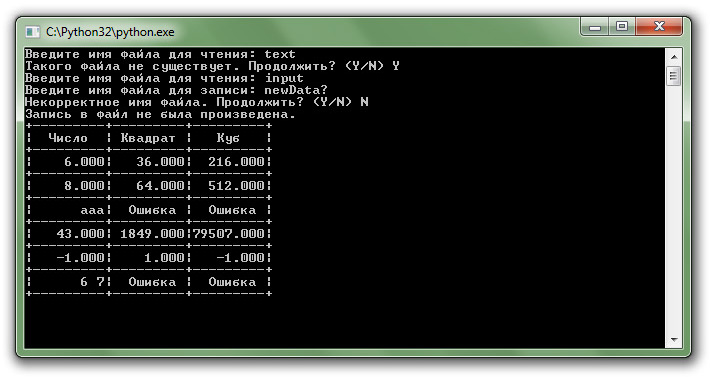 C:\Python32\python.exe
Введите имя файла для чтения: text
Такого файла не существует. Продолжить? (Y/N) Y
Введите имя файла для чтения: input
Введите имя файла для записи: newData?
Некорректное имя файла. Продолжить? (Y/N) N
Запись в файл не была произведена.
+---------+---------+---------+
¦  Число  ¦ Квадрат ¦   Куб   ¦
+---------+---------+---------+
¦    6.000¦   36.000¦  216.000¦
+---------+---------+---------+
¦    8.000¦   64.000¦  512.000¦
+---------+---------+---------+
¦      aaa¦  Ошибка ¦  Ошибка ¦
+---------+---------+---------+
¦   43.000¦ 1849.000¦79507.000¦
+---------+---------+---------+
¦   -1.000¦    1.000¦   -1.000¦
+---------+---------+---------+
¦      6 7¦  Ошибка ¦  Ошибка ¦
+---------+---------+---------+